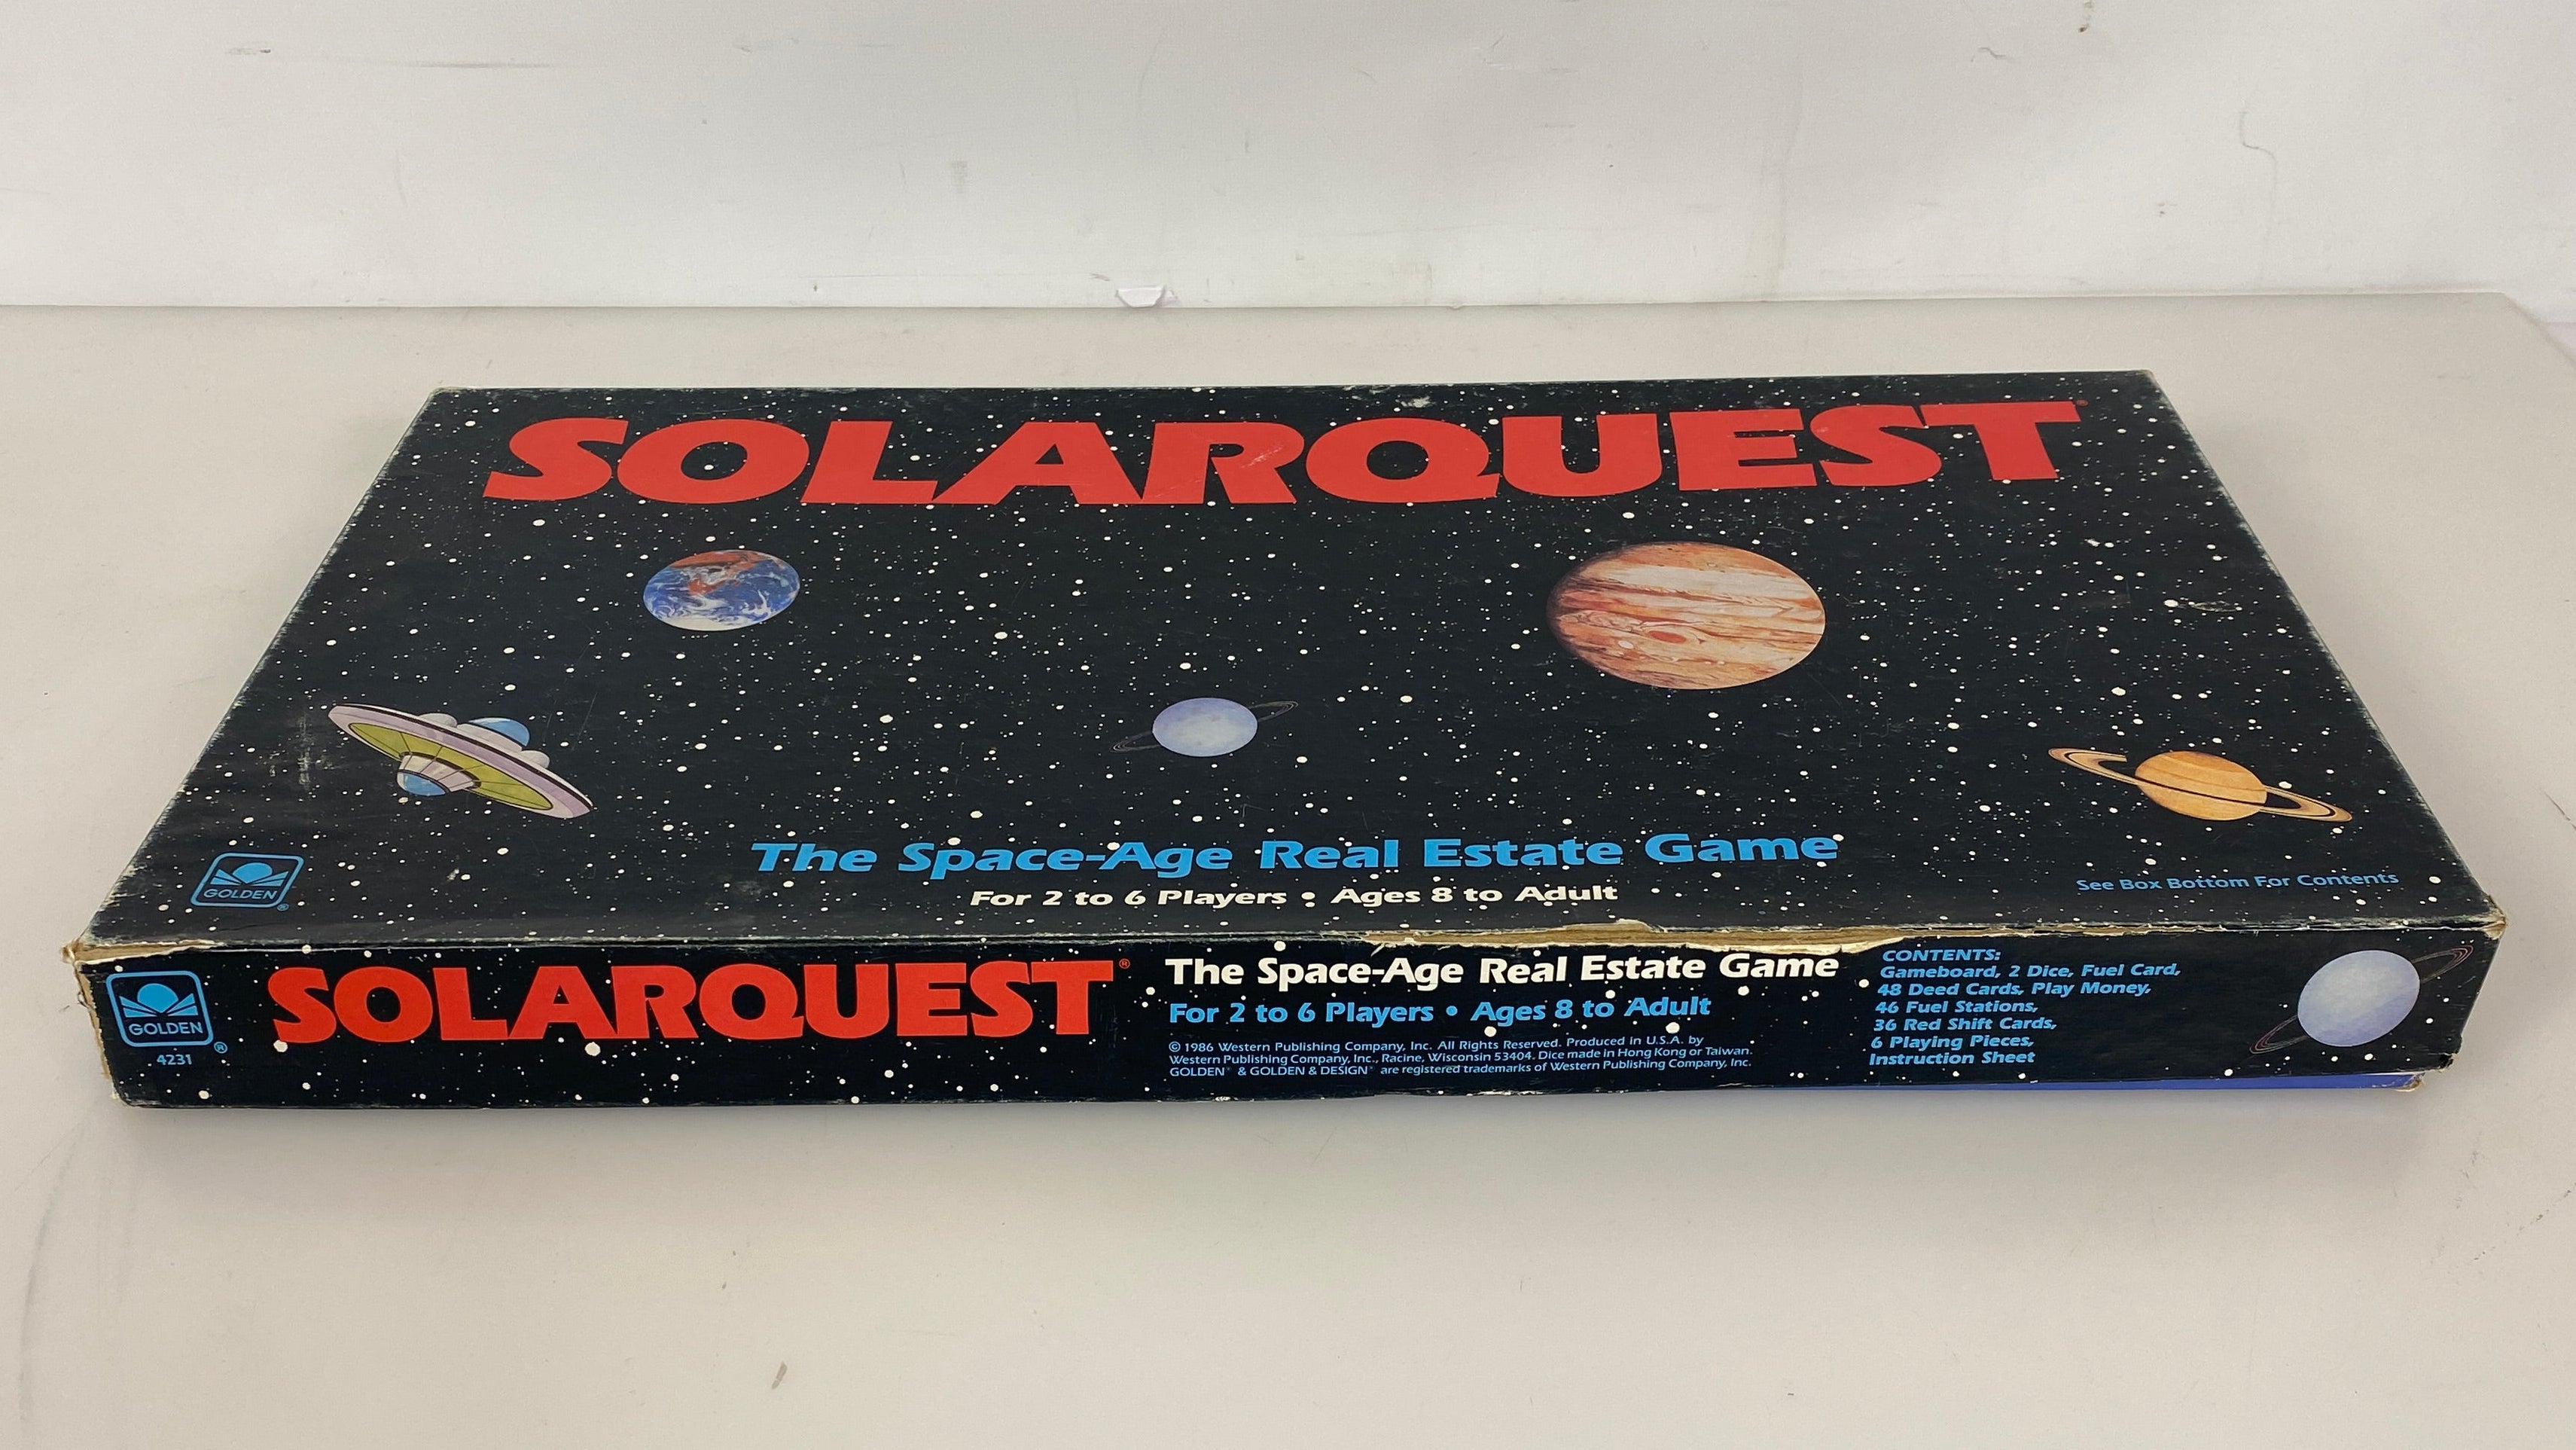 SOLARQUEST®
The Space-Age Real Estate Game
For 2 to 6 Players • Ages 8 to Adult
GOLDEN®
See Box Bottom For Contents
GOLDEN®
4231
SOLARQUEST®
The Space-Age Real Estate Game
For 2 to 6 Players • Ages 8 to Adult
© 1986 Western Publishing Company, Inc. All Rights Reserved. Produced in U.S.A. by
Western Publishing Company, Inc., Racine, Wisconsin 53404. Dice made in Hong Kong or Taiwan.
GOLDEN® & GOLDEN & DESIGN® are registered trademarks of Western Publishing Company, Inc.
CONTENTS:
Gameboard, 2 Dice, Fuel Card,
48 Deed Cards, Play Money,
46 Fuel Stations,
36 Red Shift Cards,
6 Playing Pieces,
Instruction Sheet